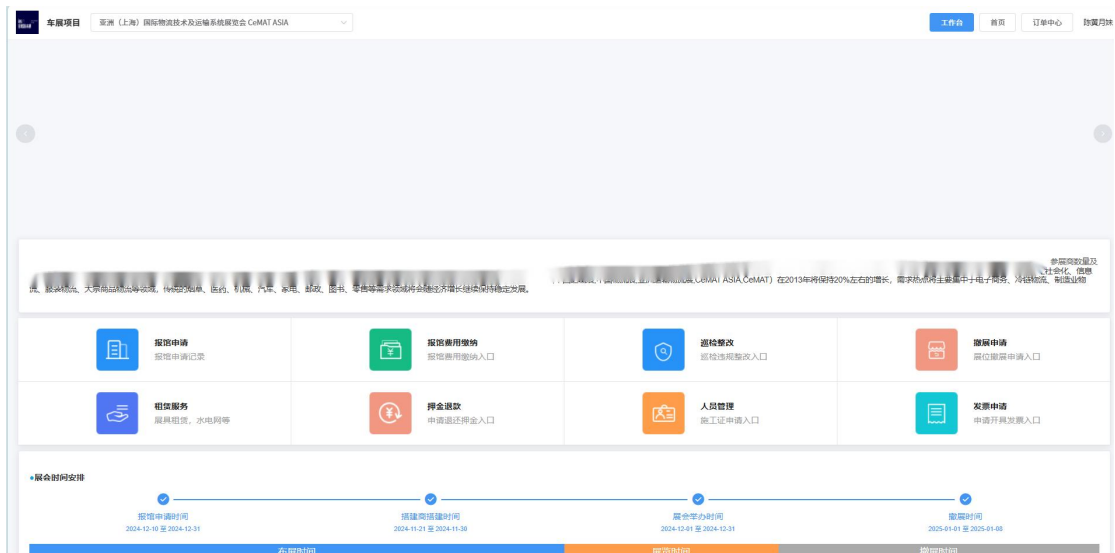 车展项目 亚洲（上海）国际物流技术及运输系统展览会 CeMAT ASIA 工作台 首页 订单中心 陈黄月妹
参展商数量及
社会化、信息
流、服装物流、大宗商品物流等领域，传统的烟草、医药、机械、汽车、家电、邮政、图书、零售等需求领域将会随经济增长继续保持稳定发展。
CeMAT ASIA,CeMAT）在2013年将保持20%左右的增长，需求热点将主要集中于电子商务、冷链物流、制造业物
报馆申请 报馆费用缴纳 巡检整改 撤展申请
报馆申请记录 报馆费用缴纳入口 巡检违规整改入口 展位撤展申请入口
租赁服务 押金退款 人员管理 发票申请
展具租赁，水电网等 申请退还押金入口 施工证申请入口 申请开具发票入口
•展会时间安排
报馆申请时间 搭建商搭建时间 展会举办时间 撤展时间
2024-12-10 至 2024-12-31 2024-11-21 至 2024-11-30 2024-12-01 至 2024-12-31 2025-01-01 至 2025-01-08
布展时间 展览时间 撤展时间